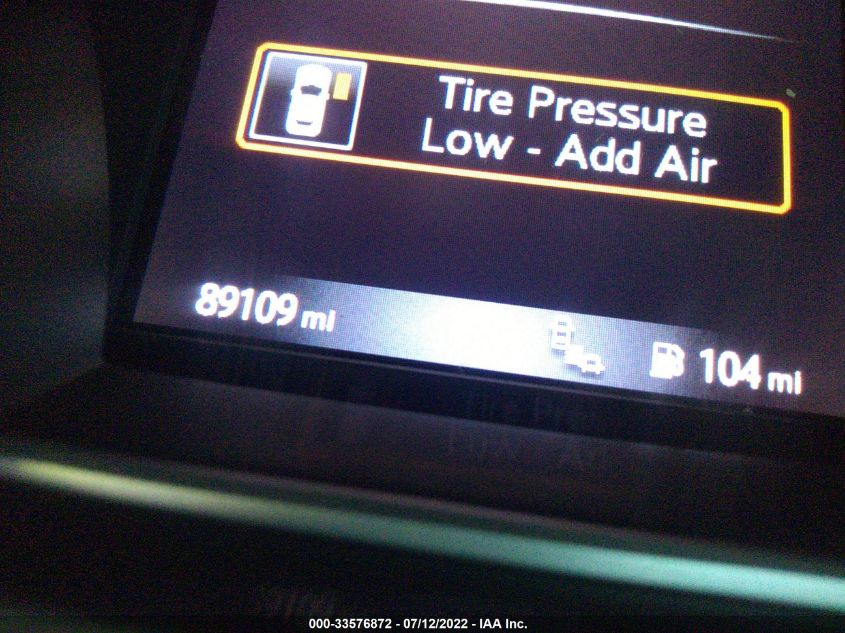 Tire Pressure
Low - Add Air
89109 mi
104 mi
000-33576872 - 07/12/2022 - IAA Inc.